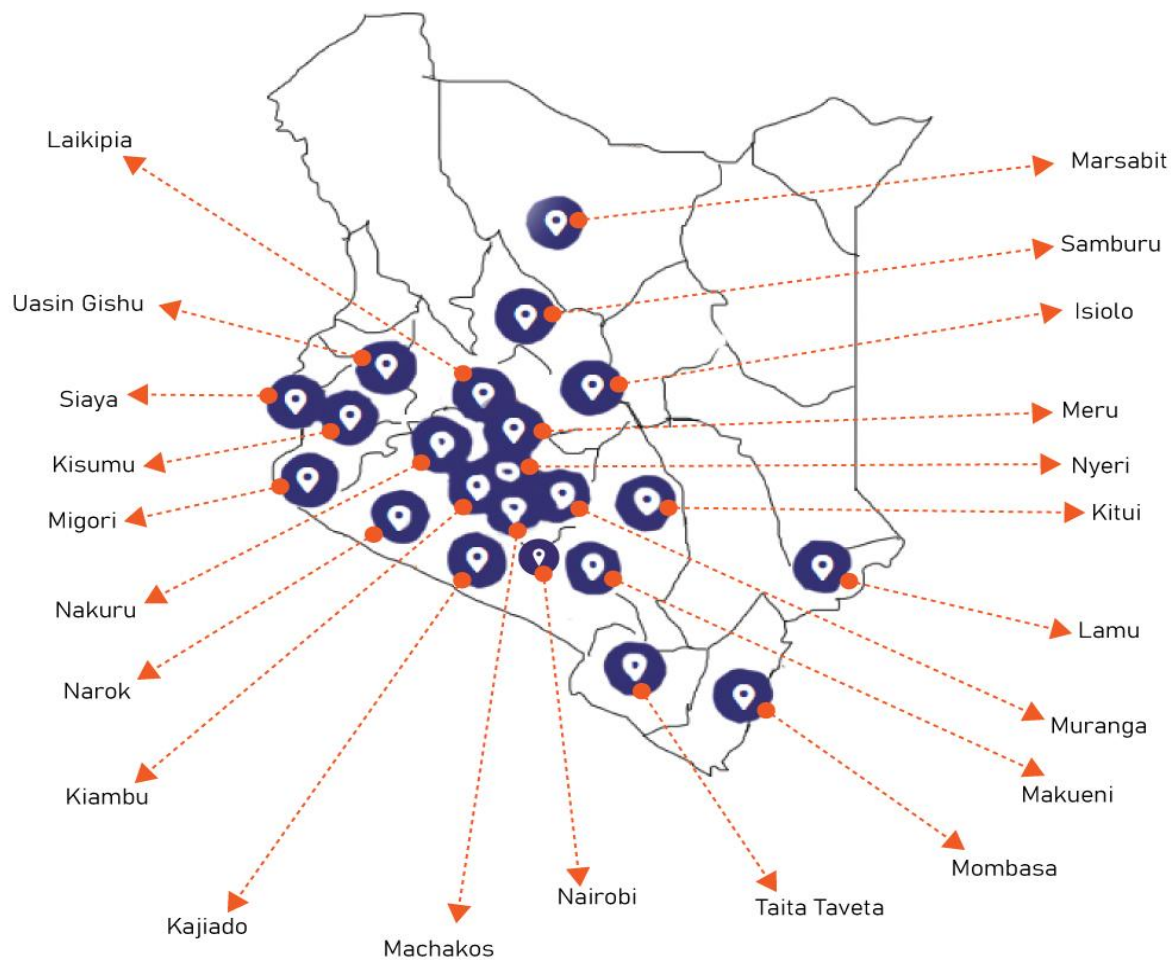 Laikipia
Uasin Gishu
Siaya
Kisumu
Migori
Nakuru
Narok
Kiambu
Kajiado
Machakos
Nairobi
Taita Taveta
Mombasa
Makueni
Muranga
Lamu
Kitui
Nyeri
Meru
Isiolo
Samburu
Marsabit